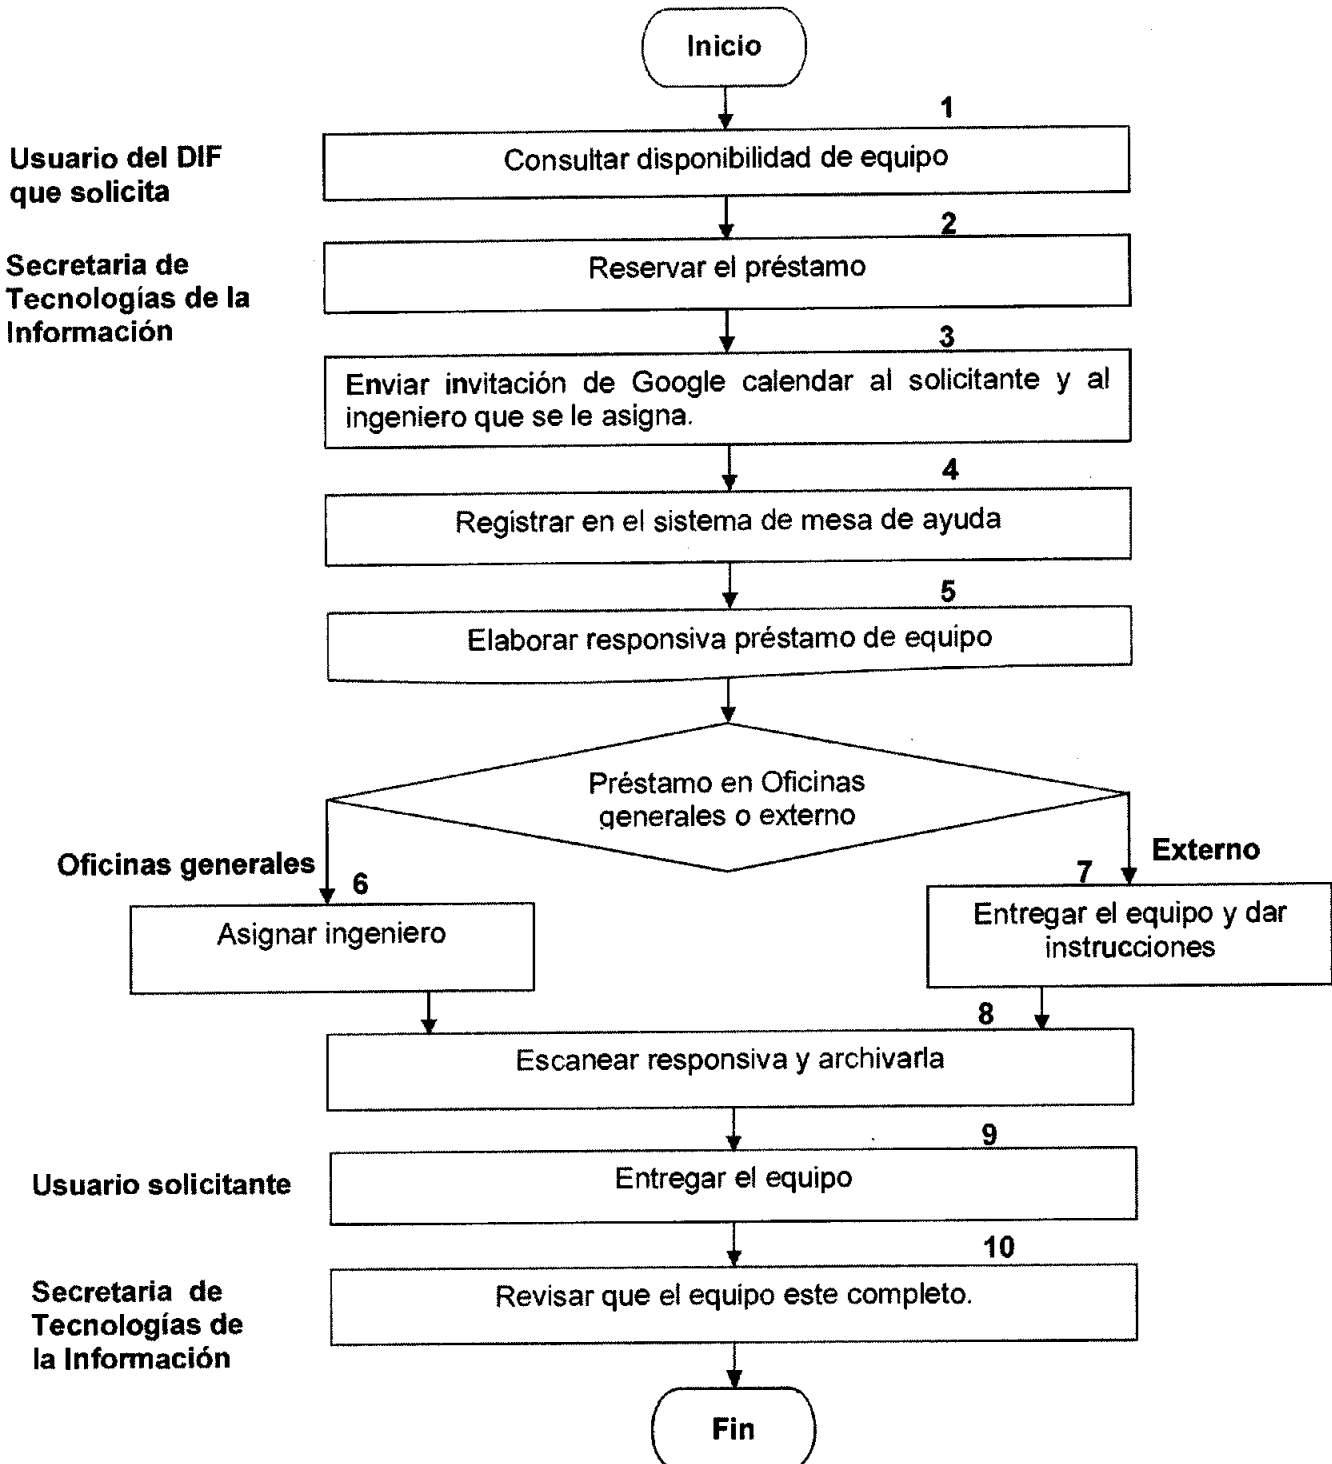 Inicio
1
Usuario del DIF
que solicita
Consultar disponibilidad de equipo
2
Secretaria de
Tecnologías de la
Información
Reservar el préstamo
3
Enviar invitación de Google calendar al solicitante y al
ingeniero que se le asigna.
4
Registrar en el sistema de mesa de ayuda
5
Elaborar responsiva préstamo de equipo
Préstamo en Oficinas
generales o externo
Oficinas generales
Externo
6
Asignar ingeniero
7
Entregar el equipo y dar
instrucciones
8
Escanear responsiva y archivarla
9
Usuario solicitante
Entregar el equipo
10
Secretaria de
Tecnologías de
la Información
Revisar que el equipo este completo.
Fin